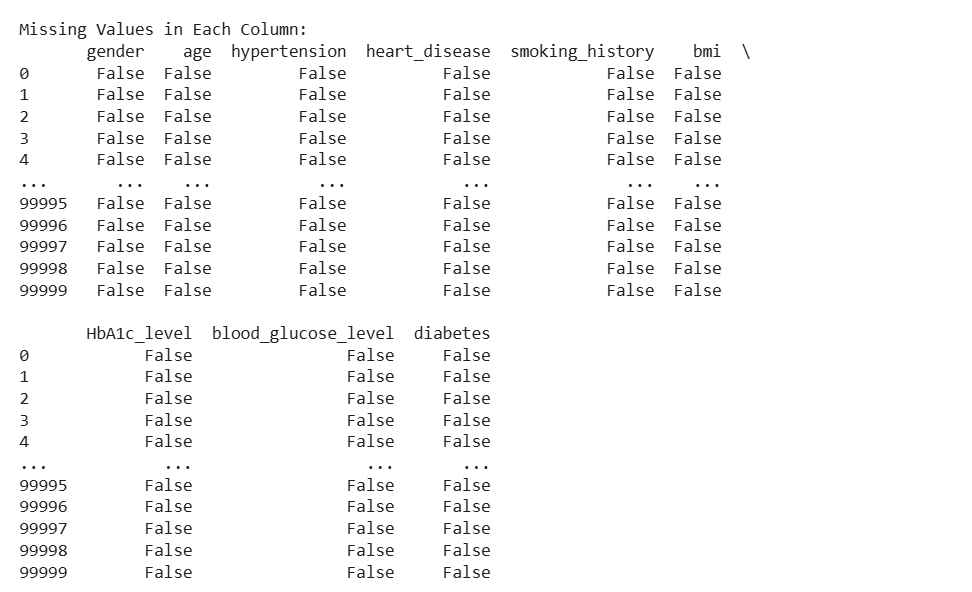 Missing Values in Each Column:
       gender    age  hypertension  heart_disease  smoking_history    bmi  \
0       False  False         False          False            False  False
1       False  False         False          False            False  False
2       False  False         False          False            False  False
3       False  False         False          False            False  False
4       False  False         False          False            False  False
...       ...    ...           ...            ...              ...    ...
99995   False  False         False          False            False  False
99996   False  False         False          False            False  False
99997   False  False         False          False            False  False
99998   False  False         False          False            False  False
99999   False  False         False          False            False  False

       HbA1c_level  blood_glucose_level  diabetes
0            False                False     False
1            False                False     False
2            False                False     False
3            False                False     False
4            False                False     False
...            ...                  ...       ...
99995        False                False     False
99996        False                False     False
99997        False                False     False
99998        False                False     False
99999        False                False     False